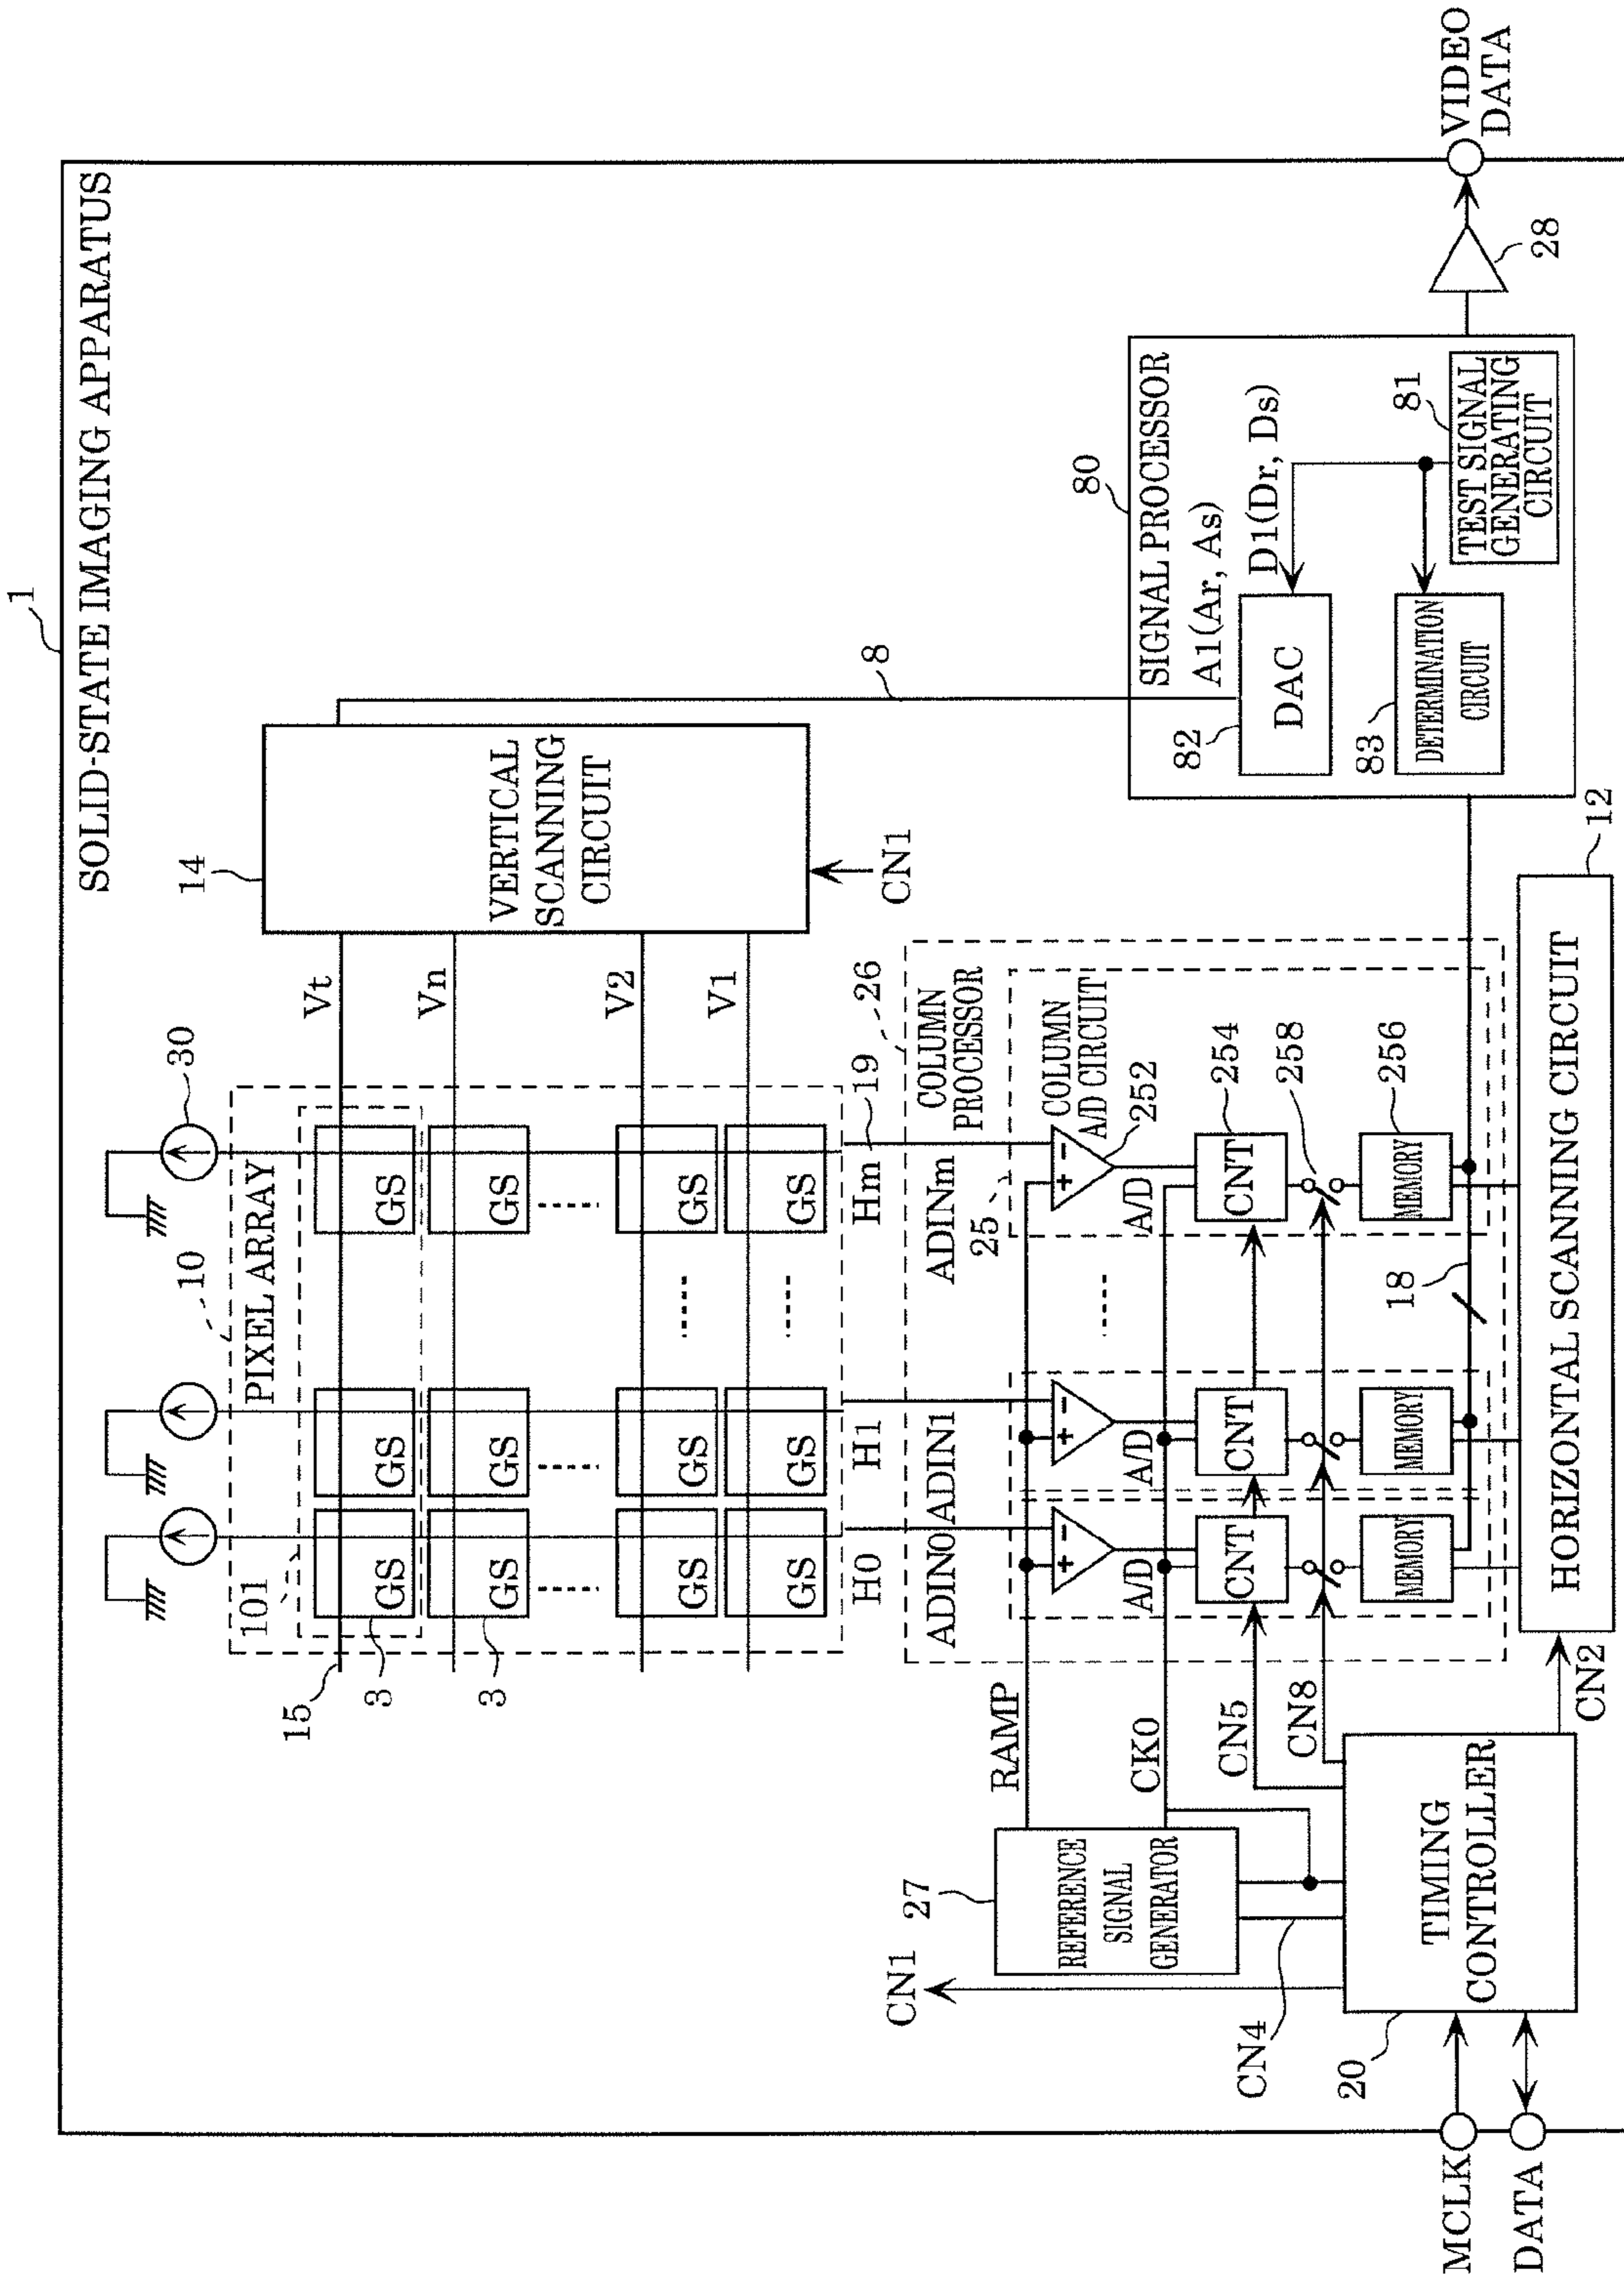 1
SOLID-STATE IMAGING APPARATUS
10
PIXEL ARRAY
101
30
15
3
3
GS
GS
GS
GS
GS
GS
GS
GS
GS
GS
GS
GS
Vt
Vn
V2
V1
14
VERTICAL
SCANNING
CIRCUIT
CN1
8
H0
H1
Hm
19
ADIN0
ADIN1
ADINm
26
COLUMN
PROCESSOR
25
COLUMN
A/D CIRCUIT
252
+
-
+
-
+
-
A/D
A/D
A/D
CNT
CNT
CNT
254
258
MEMORY
MEMORY
MEMORY
256
18
RAMP
CK0
CN5
CN8
27
REFERENCE
SIGNAL
GENERATOR
CN1
CN4
20
TIMING
CONTROLLER
CN2
MCLK
DATA
HORIZONTAL SCANNING CIRCUIT
12
80
SIGNAL PROCESSOR
A1(Ar, As)
D1(Dr, Ds)
82
DAC
83
DETERMINATION
CIRCUIT
81
TEST SIGNAL
GENERATING
CIRCUIT
28
VIDEO
DATA